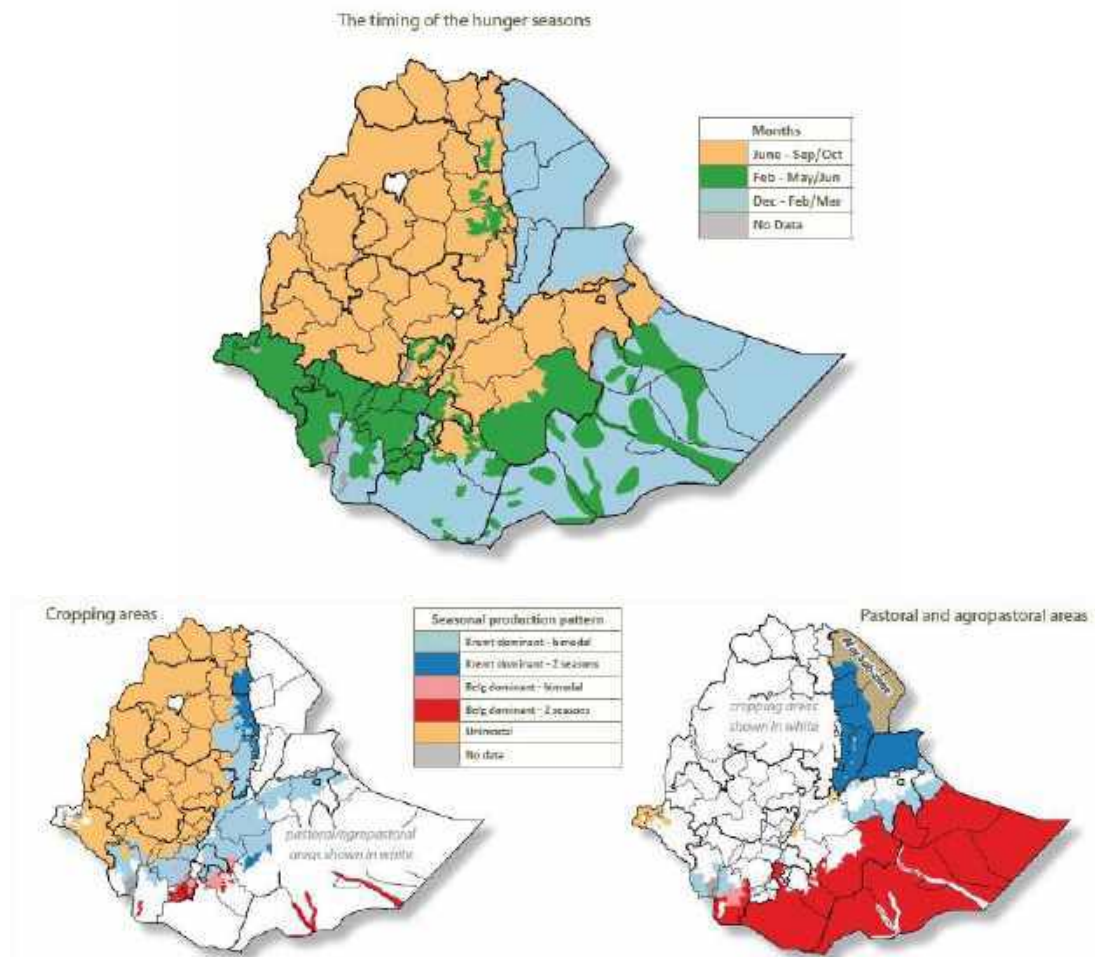 The timing of the hunger seasons
Months
June - Sep/Oct
Feb - May/Jun
Dec - Feb/Mar
No Data
Cropping areas
Seasonal production pattern
Kremt dominant - bimodal
Kremt dominant - 2 seasons
Belg dominant - bimodal
Belg dominant - 2 seasons
Unimodal
No data
pastoral/agropastoral
areas shown in white
Pastoral and agropastoral areas
cropping areas
shown in white